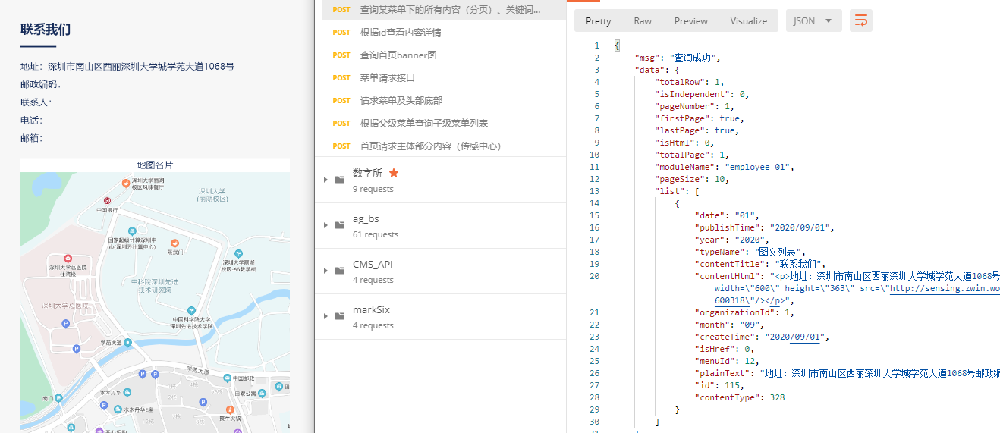 联系我们
地址：深圳市南山区西丽深圳大学城学苑大道1068号
邮政编码：
联系人：
电话：
邮箱：
地图名片
深圳大学丽湖
校区风味餐厅
深圳大学
(丽湖校区)
中国银行
国家超级计算深圳中
心(深圳云计算中心)
蒸武门
深圳大学丽湖
校区-A6教学楼
深圳大学总医院
住院楼
中科院深圳先进
技术研究院
深圳大学总医院
中国科学院大学
深圳先进技术学院
学苑大道
学苑大道
中国邮政
南门
水木丹华
田寮公寓
水木丹华E座
蒙牛火锅
POST 查询某菜单下的所有内容（分页）、关键词...
POST 根据id查看内容详情
POST 查询首页banner图
POST 菜单请求接口
POST 请求菜单及头部底部
POST 根据父级菜单查询子级菜单列表
POST 首页请求主体部分内容（传感中心）
数字所
9 requests
ag_bs
61 requests
CMS_API
4 requests
markSix
4 requests
Pretty Raw Preview Visualize JSON
1 {
2 "msg": "查询成功",
3 "data": {
4 "totalRow": 1,
5 "isIndependent": 0,
6 "pageNumber": 1,
7 "firstPage": true,
8 "lastPage": true,
9 "isHtml": 0,
10 "totalPage": 1,
11 "moduleName": "employee_01",
12 "pageSize": 10,
13 "list": [
14 {
15 "date": "01",
16 "publishTime": "2020/09/01",
17 "year": "2020",
18 "typeName": "图文列表",
19 "contentTitle": "联系我们",
20 "contentHtml": "<p>地址：深圳市南山区西丽深圳大学城学苑大道1068号
width=\"600\" height=\"363\" src=\"http://sensing.zwin.wo
600318\"/></p>",
21 "organizationId": 1,
22 "month": "09",
23 "createTime": "2020/09/01",
24 "isHref": 0,
25 "menuId": 12,
26 "plainText": "地址：深圳市南山区西丽深圳大学城学苑大道1068号邮政编
27 "id": 115,
28 "contentType": 328
29 }
30 ]
31